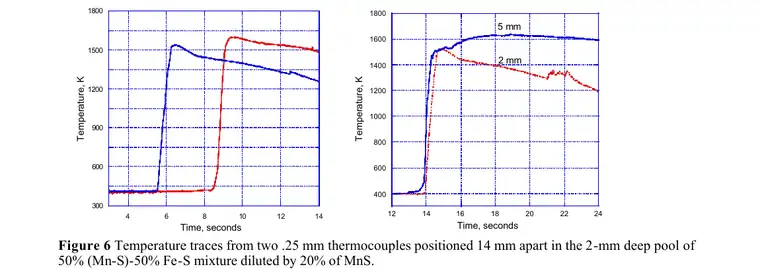 1800
1500
1200
900
600
300
Temperature, K
4 6 8 10 12 14
Time, seconds
1800
1600
1400
1200
1000
800
600
400
Temperature, K
5 mm
2 mm
12 14 16 18 20 22 24
Time, seconds
Figure 6 Temperature traces from two .25 mm thermocouples positioned 14 mm apart in the 2-mm deep pool of
50% (Mn-S)-50% Fe-S mixture diluted by 20% of MnS.